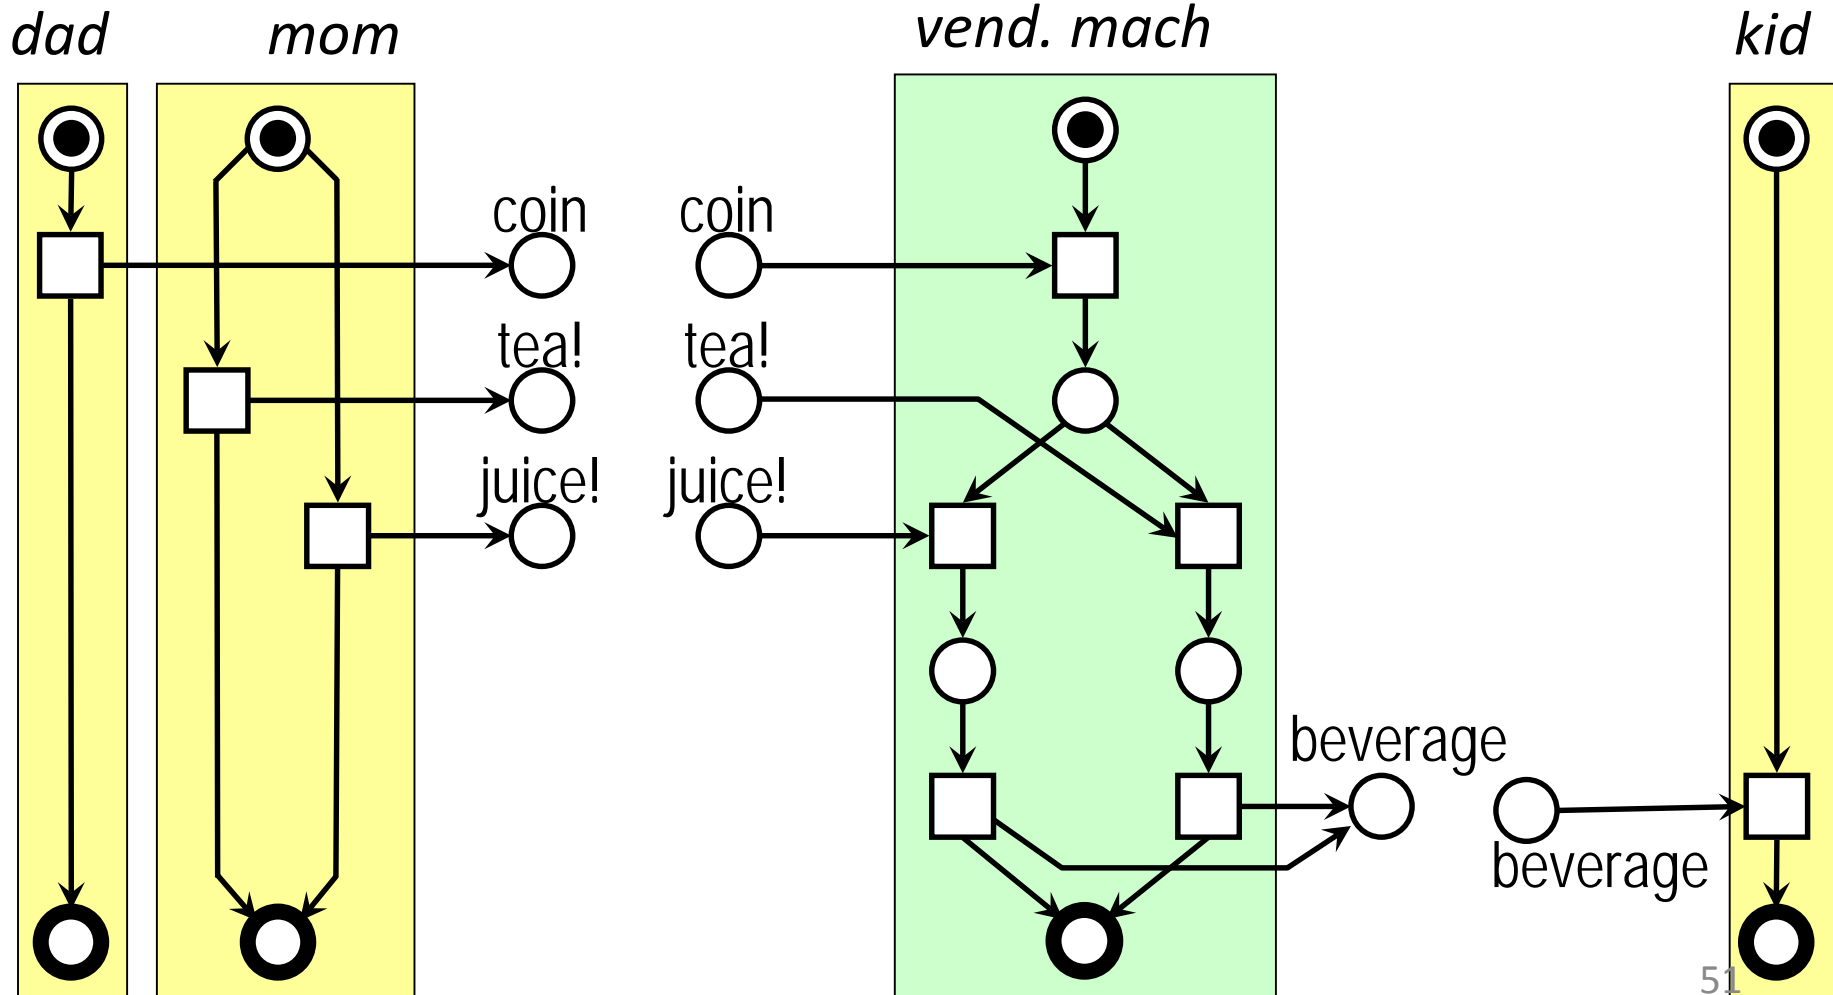 dad
mom
vend. mach
kid
coin
coin
tea!
tea!
juice!
juice!
beverage
beverage
51